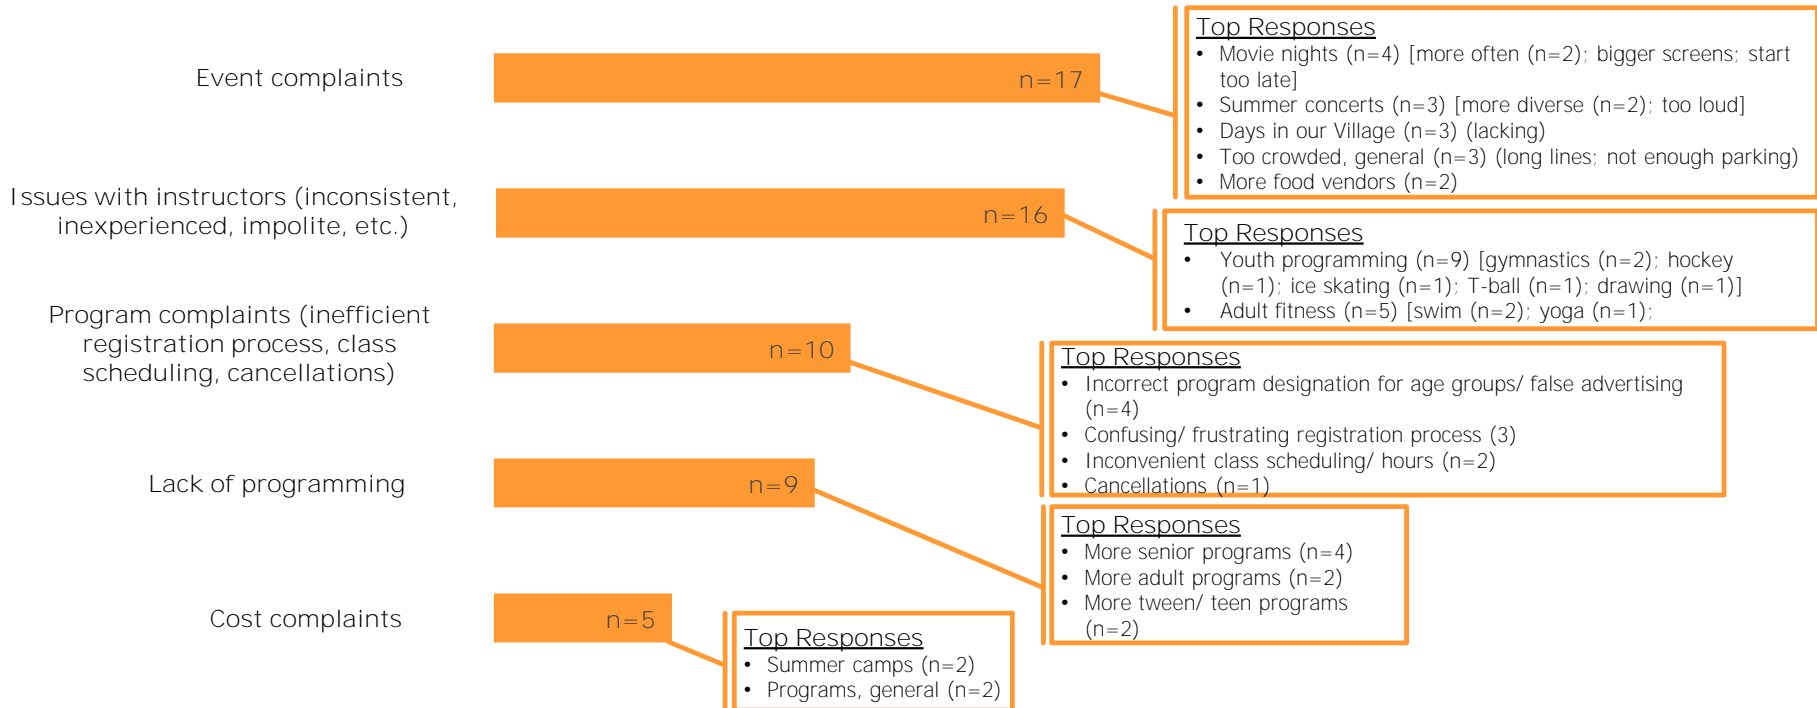 Event complaints
n=17
Top Responses
• Movie nights (n=4) [more often (n=2); bigger screens; start
too late]
• Summer concerts (n=3) [more diverse (n=2); too loud]
• Days in our Village (n=3) (lacking)
• Too crowded, general (n=3) (long lines; not enough parking)
• More food vendors (n=2)
Issues with instructors (inconsistent,
inexperienced, impolite, etc.)
n=16
Top Responses
• Youth programming (n=9) [gymnastics (n=2); hockey
(n=1); ice skating (n=1); T-ball (n=1); drawing (n=1)]
• Adult fitness (n=5) [swim (n=2); yoga (n=1);
Program complaints (inefficient
registration process, class
scheduling, cancellations)
n=10
Top Responses
• Incorrect program designation for age groups/ false advertising
(n=4)
• Confusing/ frustrating registration process (3)
• Inconvenient class scheduling/ hours (n=2)
• Cancellations (n=1)
Lack of programming
n=9
Top Responses
• More senior programs (n=4)
• More adult programs (n=2)
• More tween/ teen programs
(n=2)
Cost complaints
n=5
Top Responses
• Summer camps (n=2)
• Programs, general (n=2)